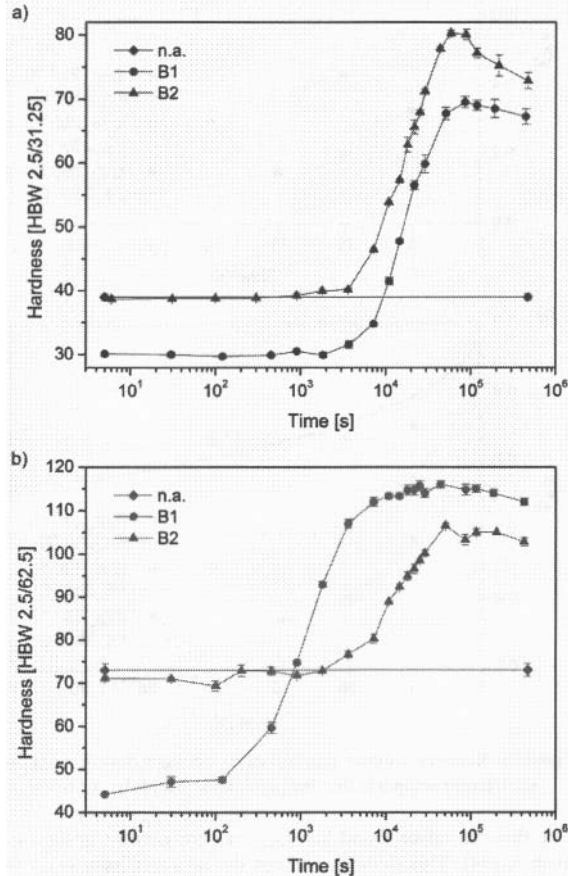 a)
80
70
60
50
40
30
Hardness [HBW 2.5/31.25]
n.a.
B1
B2
10¹ 10² 10³ 10⁴ 10⁵ 10⁶
Time [s]
b)
120
110
100
90
80
70
60
50
40
Hardness [HBW 2.5/62.5]
n.a.
B1
B2
10¹ 10² 10³ 10⁴ 10⁵ 10⁶
Time [s]